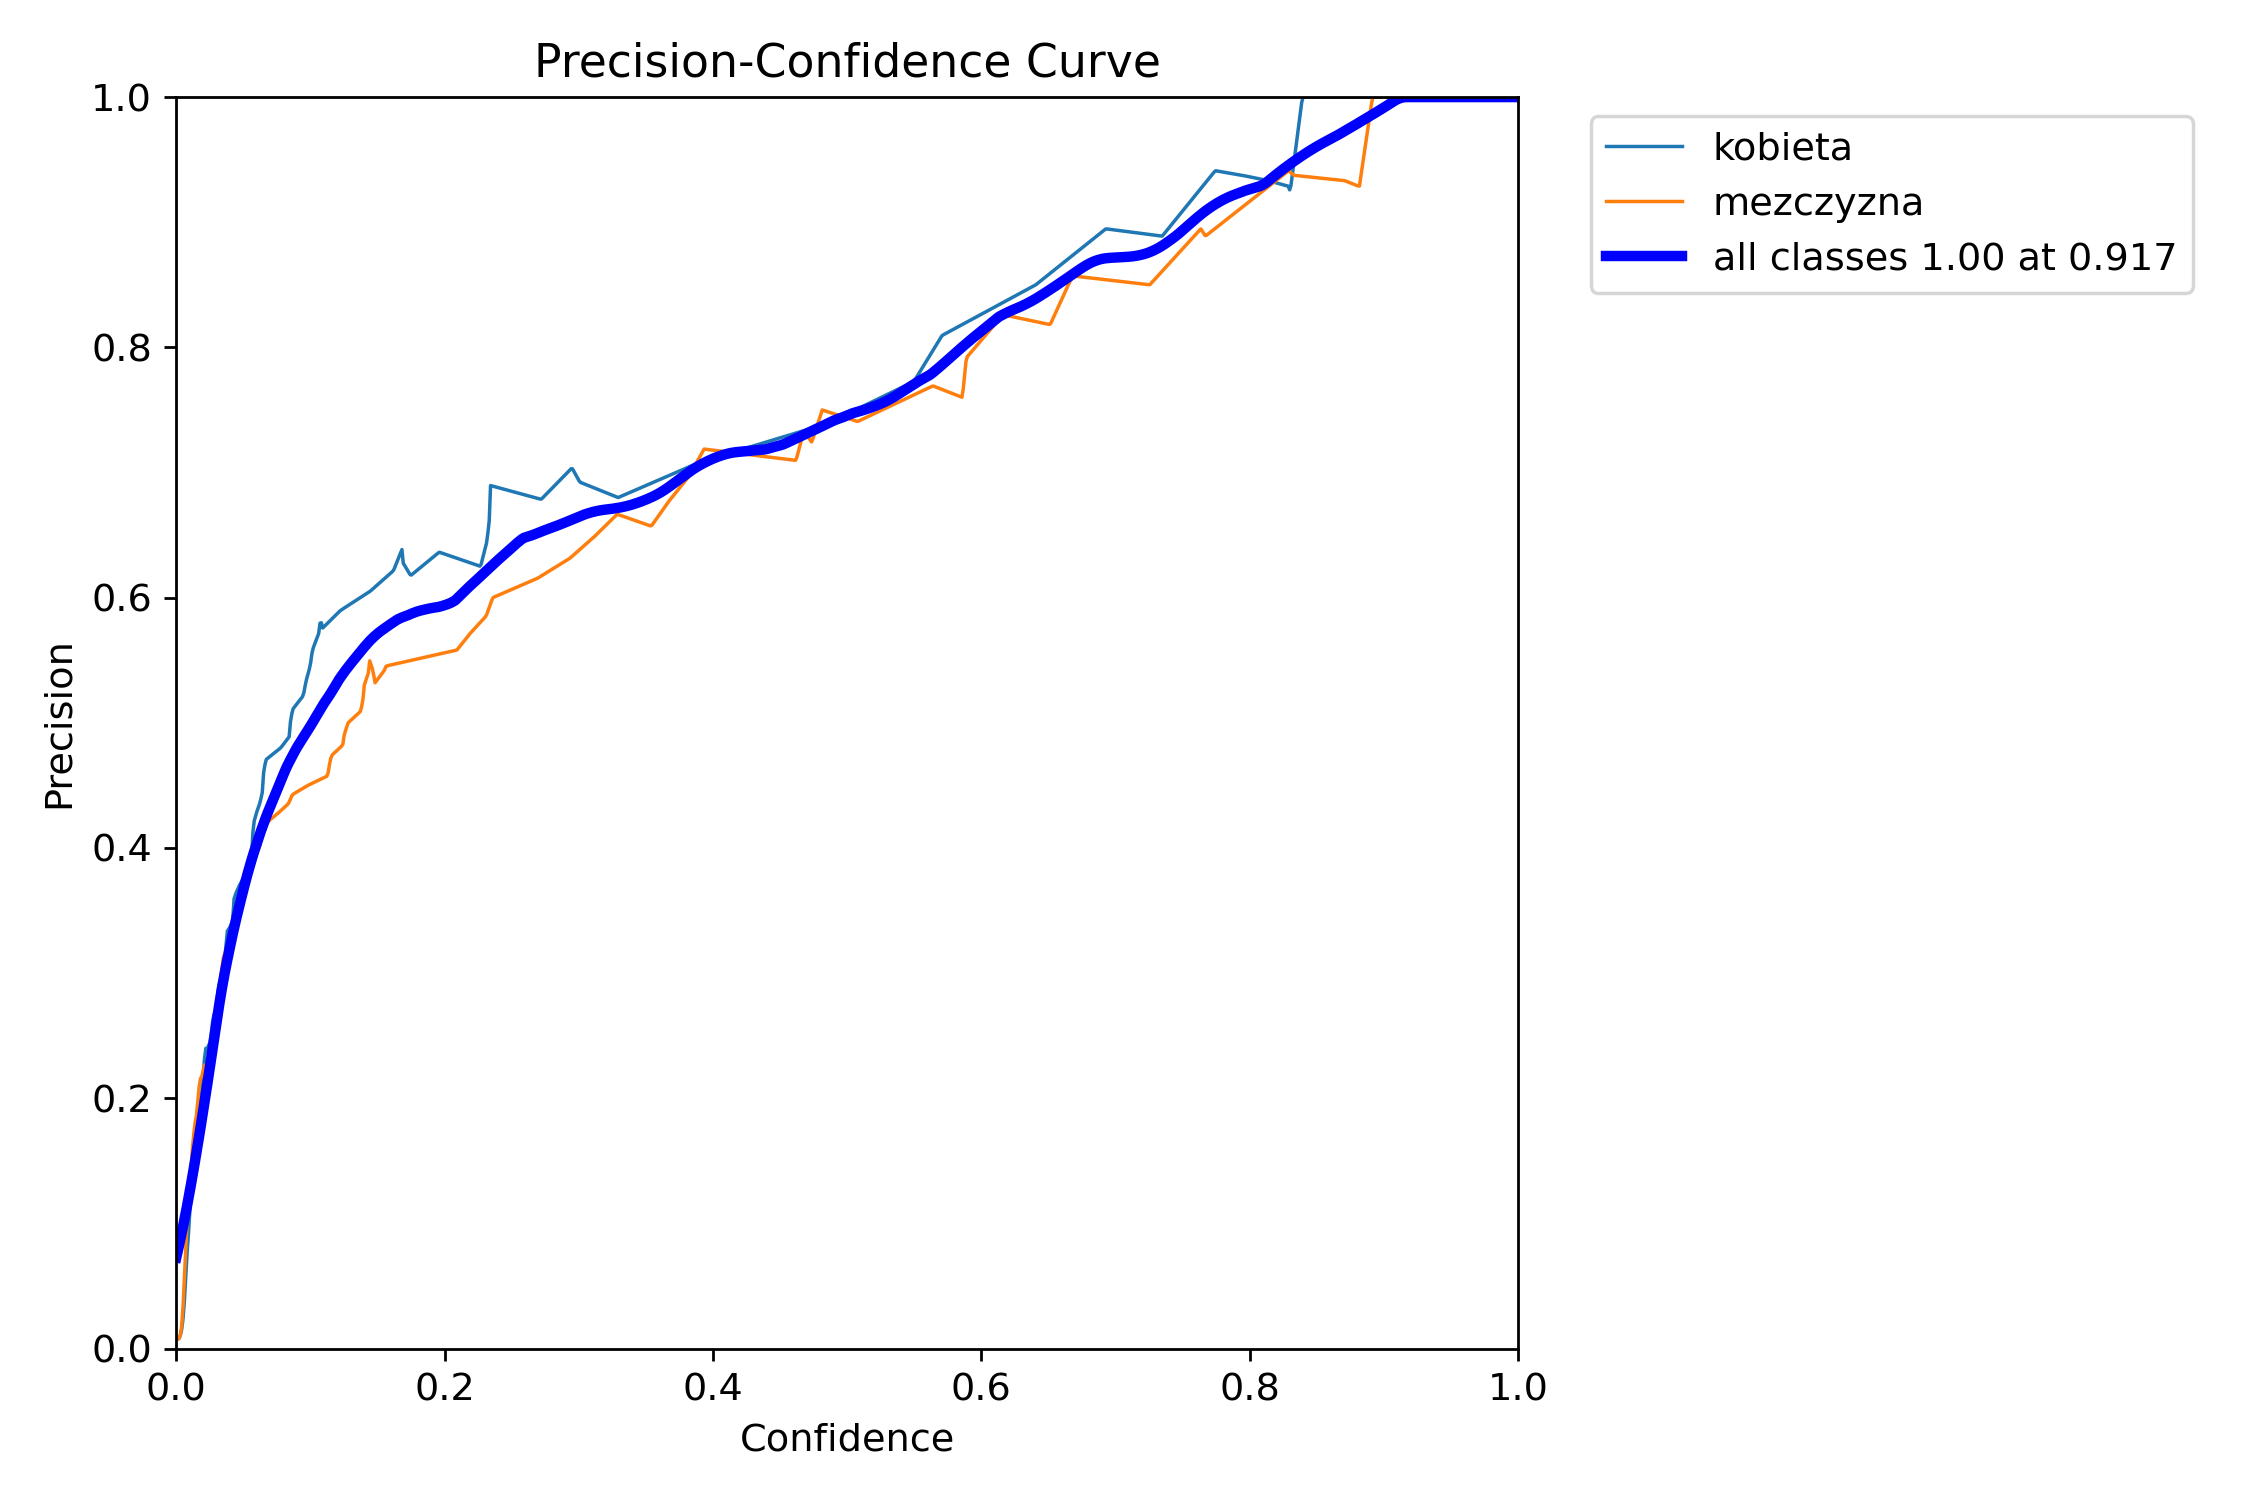 Precision-Confidence Curve
1.0
0.8
0.6
0.4
0.2
0.0
Precision
0.0 0.2 0.4 0.6 0.8 1.0
Confidence
kobieta
mezczyzna
all classes 1.00 at 0.917